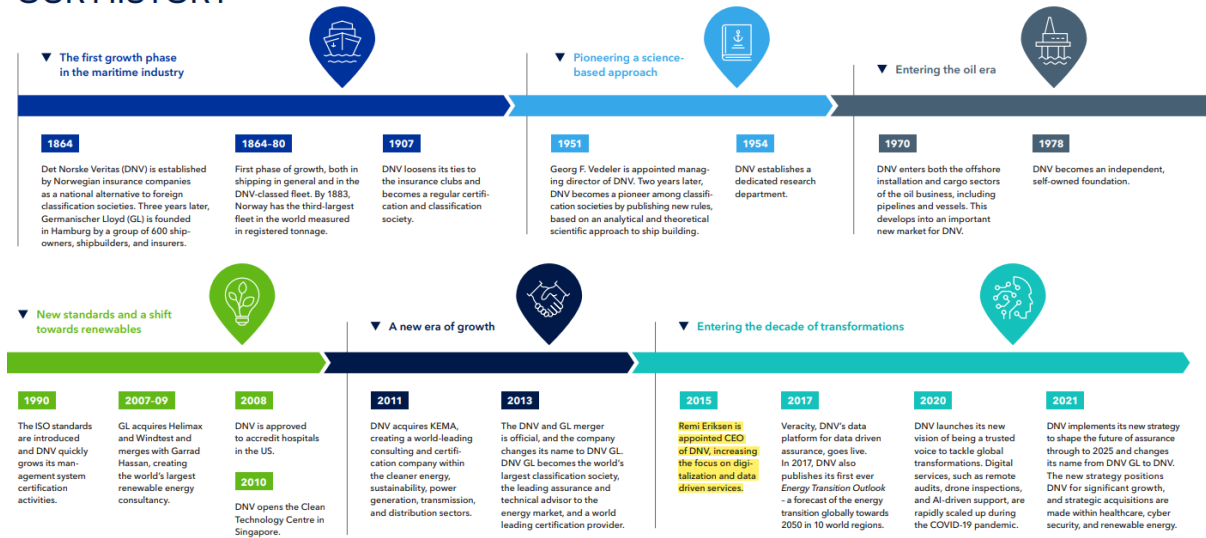 OUR HISTORY
The first growth phase
in the maritime industry
Pioneering a science-
based approach
Entering the oil era
1864
Det Norske Veritas (DNV) is established
by Norwegian insurance companies
as a national alternative to foreign
classification societies. Three years later,
Germanischer Lloyd (GL) is founded
in Hamburg by a group of 600 ship-
owners, shipbuilders, and insurers.
1864-80
First phase of growth, both in
shipping in general and in the
DNV-classed fleet. By 1883,
Norway has the third-largest
fleet in the world measured
in registered tonnage.
1907
DNV loosens its ties to
the insurance clubs and
becomes a regular certifi-
cation and classification
society.
1951
Georg F. Vedeler is appointed manag-
ing director of DNV. Two years later,
DNV becomes a pioneer among classifi-
cation societies by publishing new rules,
based on an analytical and theoretical
scientific approach to ship building.
1954
DNV establishes a
dedicated research
department.
1970
DNV enters both the offshore
installation and cargo sectors
of the oil business, including
pipelines and vessels. This
develops into an important
new market for DNV.
1978
DNV becomes an independent,
self-owned foundation.
New standards and a shift
towards renewables
A new era of growth
Entering the decade of transformations
1990
The ISO standards
are introduced
and DNV quickly
grows its man-
agement system
certification
activities.
2007-09
GL acquires Helimax
and Windtest and
merges with Garrad
Hassan, creating
the world's largest
renewable energy
consultancy.
2008
DNV is approved
to accredit hospitals
in the US.
2010
DNV opens the Clean
Technology Centre in
Singapore.
2011
DNV acquires KEMA,
creating a world-leading
consulting and certifi-
cation company within
the cleaner energy,
sustainability, power
generation, transmission,
and distribution sectors.
2013
The DNV and GL merger
is official, and the company
changes its name to DNV GL.
DNV GL becomes the world's
largest classification society,
the leading assurance and
technical advisor to the
energy market, and a world
leading certification provider.
2015
Remi Eriksen is
appointed CEO
of DNV, increasing
the focus on digi-
talization and data
driven services.
2017
Veracity, DNV's data
platform for data driven
assurance, goes live.
In 2017, DNV also
publishes its first ever
Energy Transition Outlook
– a forecast of the energy
transition globally towards
2050 in 10 world regions.
2020
DNV launches its new
vision of being a trusted
voice to tackle global
transformations. Digital
services, such as remote
audits, drone inspections,
and AI-driven support, are
rapidly scaled up during
the COVID-19 pandemic.
2021
DNV implements its new strategy
to shape the future of assurance
through to 2025 and changes
its name from DNV GL to DNV.
The new strategy positions
DNV for significant growth,
and strategic acquisitions are
made within healthcare, cyber
security, and renewable energy.